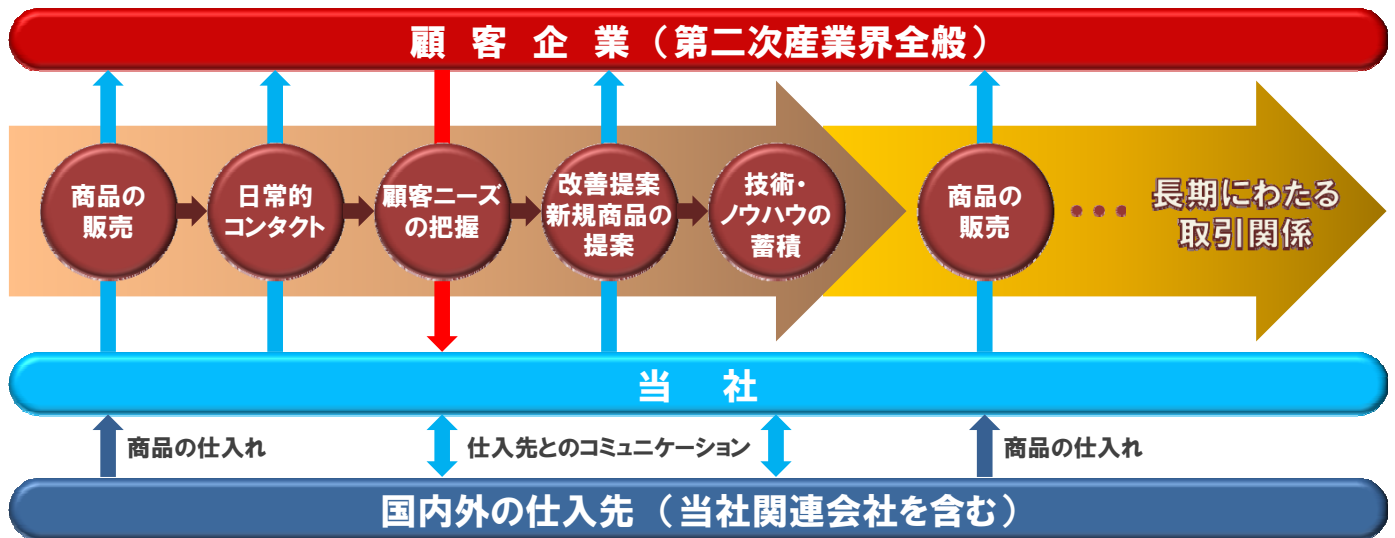 顧客企業（第二次産業界全般）
商品の
販売
日常的
コンタクト
顧客ニーズ
の把握
改善提案
新規商品の
提案
技術・
ノウハウの
蓄積
商品の
販売
長期にわたる
取引関係
当社
商品の仕入れ
仕入先とのコミュニケーション
商品の仕入れ
国内外の仕入先（当社関連会社を含む）